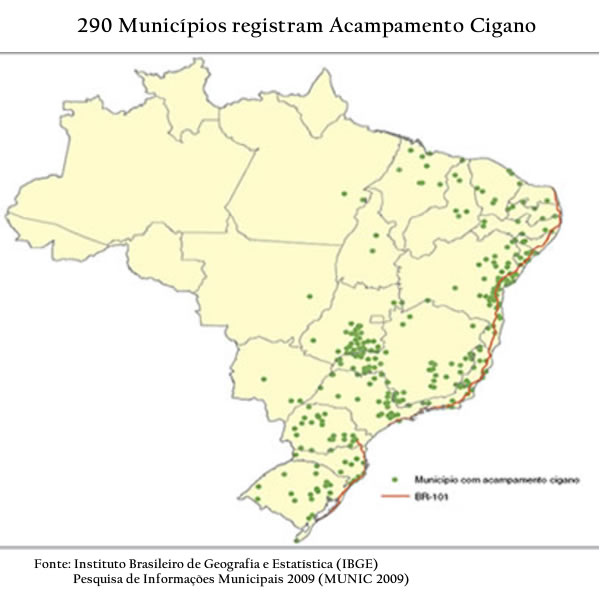 290 Municípios registram Acampamento Cigano
Município com acampamento cigano
BR-101
Fonte: Instituto Brasileiro de Geografia e Estatística (IBGE)
Pesquisa de Informações Municipais 2009 (MUNIC 2009)